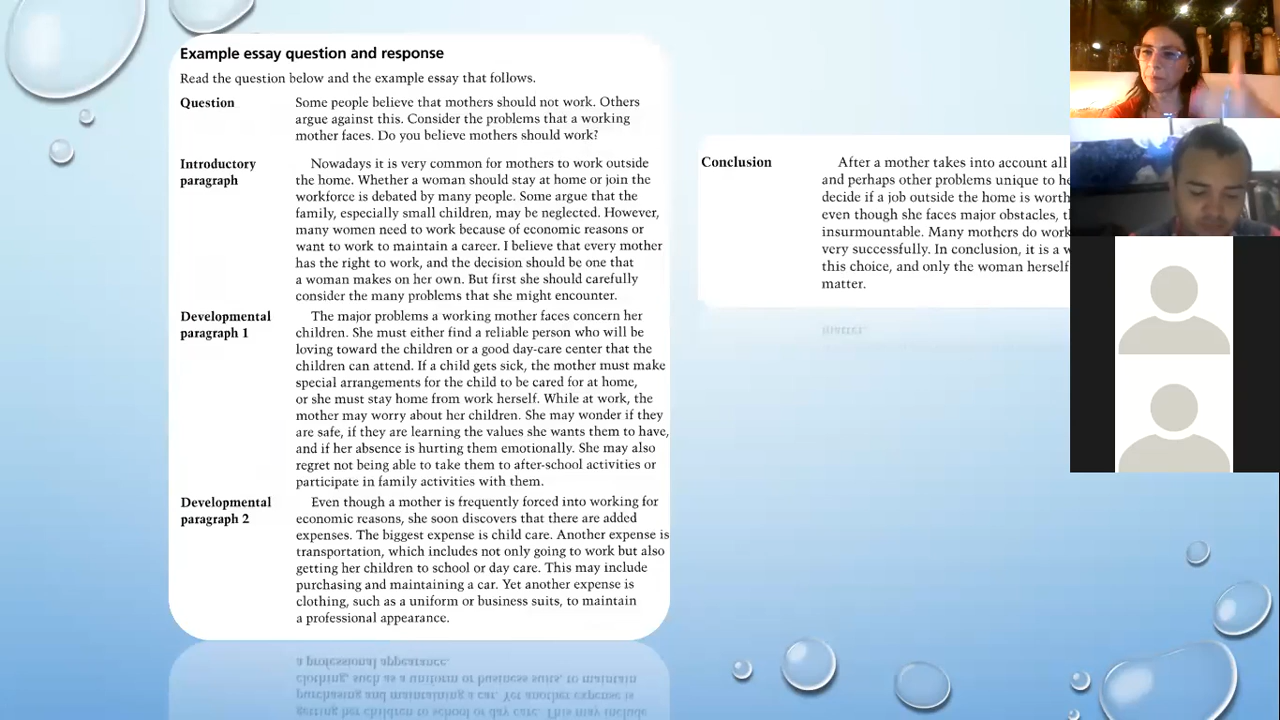 Example essay question and response
Read the question below and the example essay that follows.
Question
Some people believe that mothers should not work. Others
argue against this. Consider the problems that a working
mother faces. Do you believe mothers should work?
Introductory
paragraph
Nowadays it is very common for mothers to work outside
the home. Whether a woman should stay at home or join the
workforce is debated by many people. Some argue that the
family, especially small children, may be neglected. However,
many women need to work because of economic reasons or
want to work to maintain a career. I believe that every mother
has the right to work, and the decision should be one that
a woman makes on her own. But first she should carefully
consider the many problems that she might encounter.
Developmental
paragraph 1
The major problems a working mother faces concern her
children. She must either find a reliable person who will be
loving toward the children or a good day-care center that the
children can attend. If a child gets sick, the mother must make
special arrangements for the child to be cared for at home,
or she must stay home from work herself. While at work, the
mother may worry about her children. She may wonder if they
are safe, if they are learning the values she wants them to have,
and if her absence is hurting them emotionally. She may also
regret not being able to take them to after-school activities or
participate in family activities with them.
Developmental
paragraph 2
Even though a mother is frequently forced into working for
economic reasons, she soon discovers that there are added
expenses. The biggest expense is child care. Another expense is
transportation, which includes not only going to work but also
getting her children to school or day care. This may include
purchasing and maintaining a car. Yet another expense is
clothing, such as a uniform or business suits, to maintain
a professional appearance.
Conclusion
After a mother takes into account all
and perhaps other problems unique to
decide if a job outside the home is
even though she faces major obstacles,
insurmountable. Many mothers do work
very successfully. In conclusion, it is a
this choice, and only the woman herself
matter.